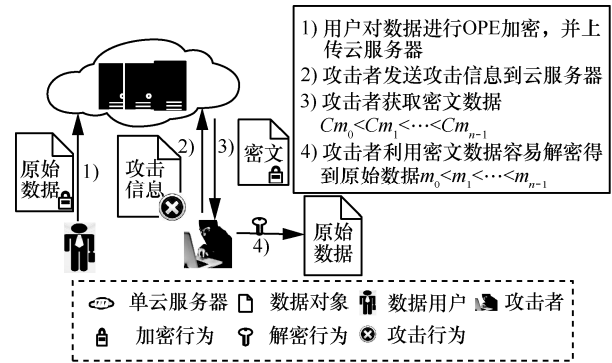 1) 用户对数据进行OPE加密，并上
传云服务器
2) 攻击者发送攻击信息到云服务器
3) 攻击者获取密文数据
Cm₀<Cm₁<⋯<Cmₙ₋₁
4) 攻击者利用密文数据容易解密得
到原始数据m₀<m₁<⋯<mₙ₋₁
原始
数据
1)
攻击
信息
2)
3)
密文
4)
原始
数据
单云服务器 数据对象 数据用户 攻击者
加密行为 解密行为 攻击行为